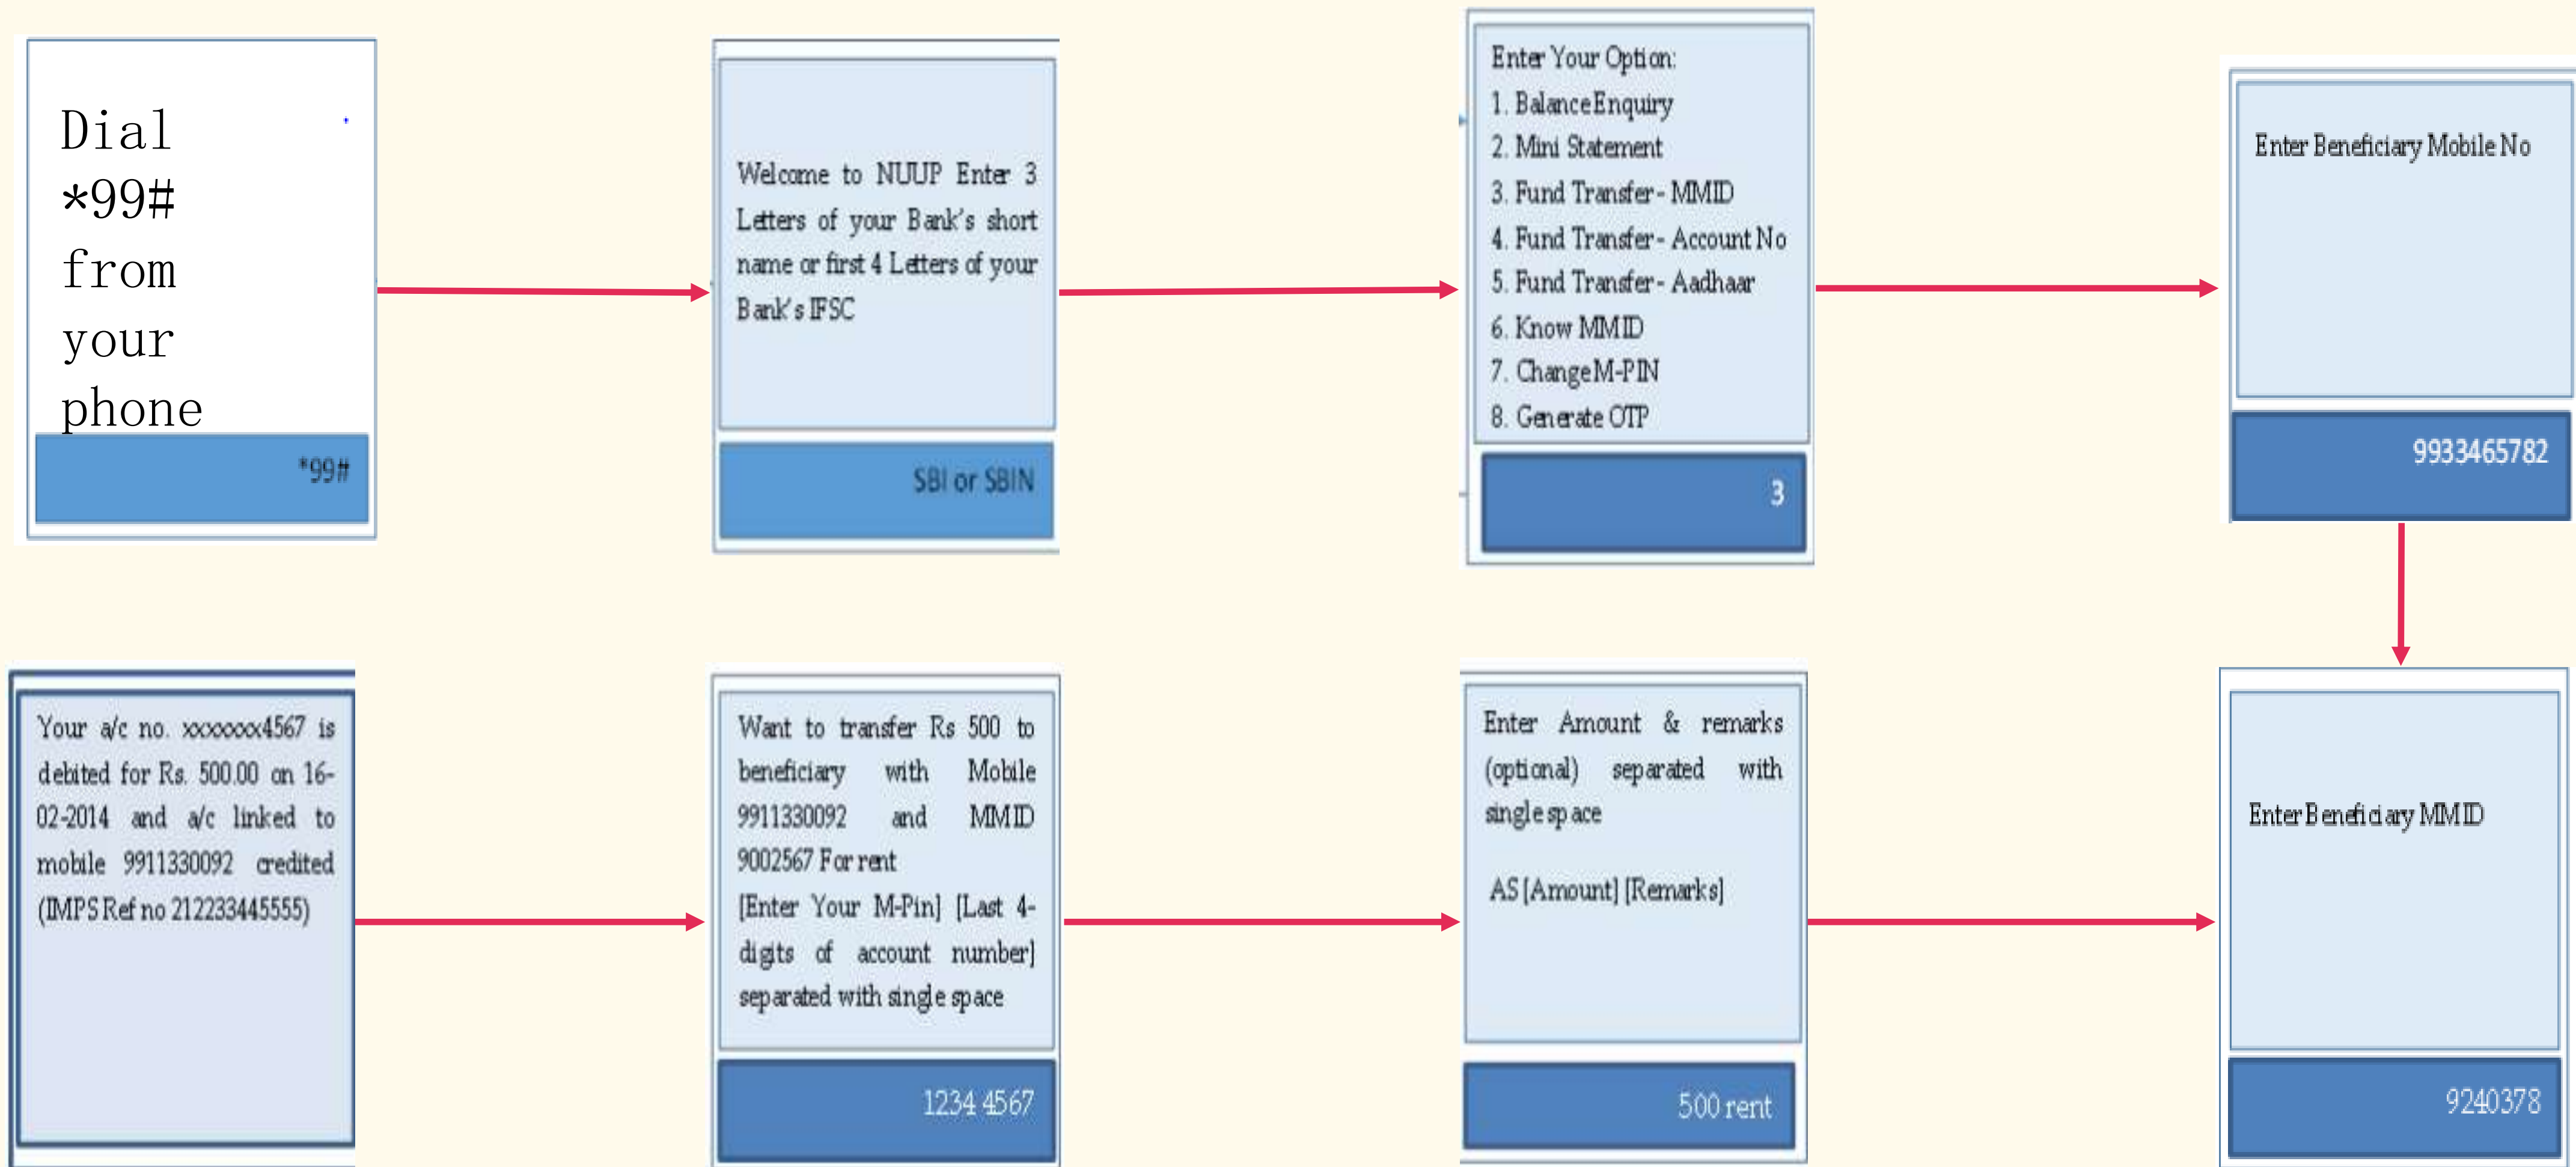 Dial
*99#
from
your
phone
*99#
Welcome to NUUP Enter 3
Letters of your Bank's short
name or first 4 Letters of your
Bank's IFSC
SBI or SBIN
Enter Your Option:
1. Balance Enquiry
2. Mini Statement
3. Fund Transfer - MMID
4. Fund Transfer - Account No
5. Fund Transfer - Aadhaar
6. Know MMID
7. Change M-PIN
8. Generate OTP
3
Enter Beneficiary Mobile No
9933465782
Your a/c no. xxxxxxx4567 is
debited for Rs. 500.00 on 16-
02-2014 and a/c linked to
mobile 9911330092 credited
(IMPS Ref no 212233445555)
Want to transfer Rs 500 to
beneficiary with Mobile
9911330092 and MMID
9002567 For rent
[Enter Your M-Pin] [Last 4-
digits of account number]
separated with single space
1234 4567
Enter Amount & remarks
(optional) separated with
single space
AS [Amount] [Remarks]
500 rent
Enter Beneficiary MMID
9240378